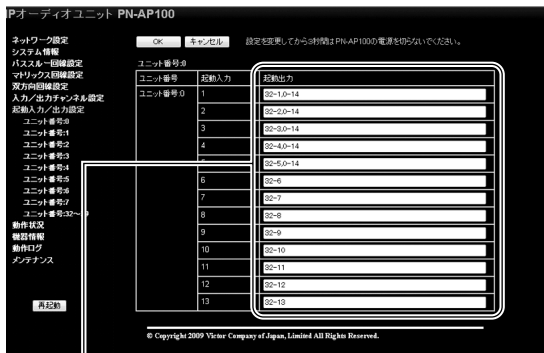 IPオーディオユニット PN-AP100
ネットワーク設定
システム情報
パススルー回線設定
マトリックス回線設定
双方向回線設定
入力/出力チャンネル設定
起動入力/出力設定
ユニット番号:0
ユニット番号:1
ユニット番号:2
ユニット番号:3
ユニット番号:4
ユニット番号:5
ユニット番号:6
ユニット番号:7
ユニット番号:32~
動作状況
機器情報
動作ログ
メンテナンス
再起動
OK キャンセル 設定を変更してから3秒間はPN-AP100の電源を切らないでください。
ユニット番号:0
ユニット番号 起動入力 起動出力
ユニット番号:0 1 32-1,0-14
2 32-2,0-14
3 32-3,0-14
4 32-4,0-14
32-5,0-14
6 32-6
7 32-7
8 32-8
9 32-9
10 32-10
11 32-11
12 32-12
13 32-13
© Copyright 2009 Victor Company of Japan, Limited All Rights Reserved.